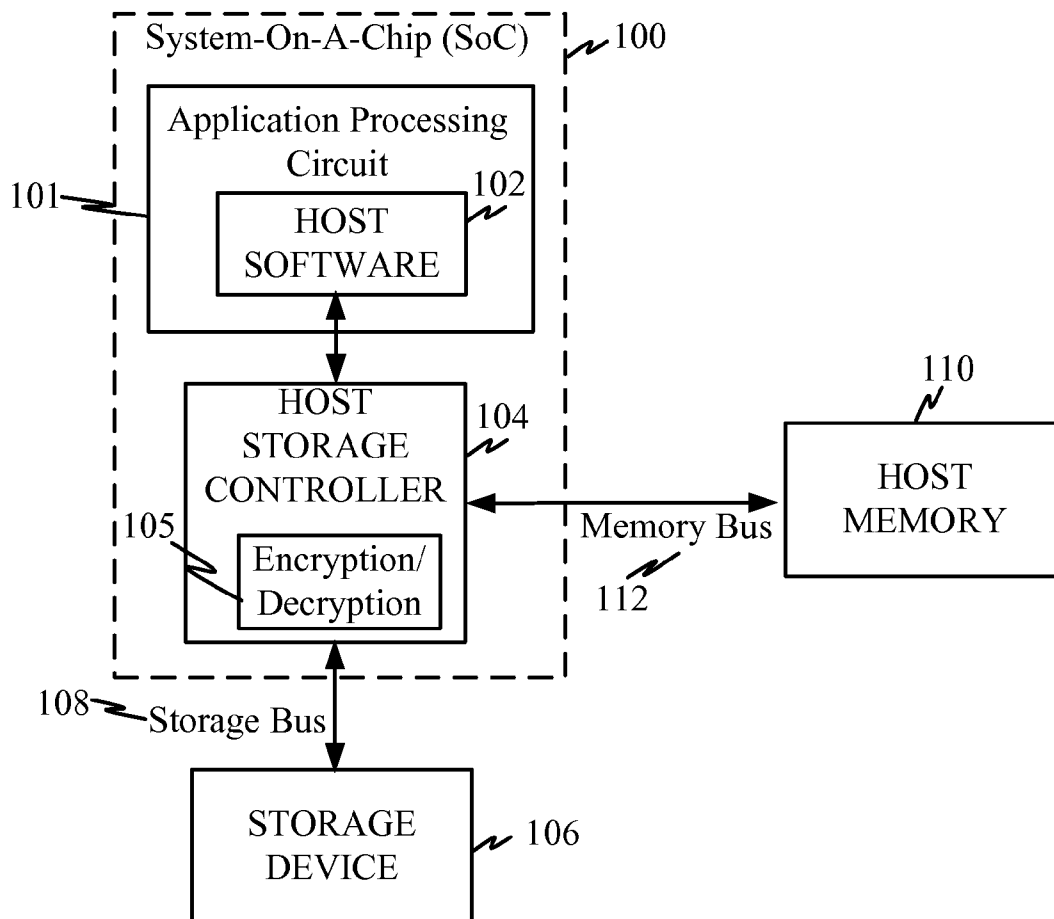 System-On-A-Chip (SoC)
100
Application Processing
Circuit
101
102
HOST
SOFTWARE
HOST
STORAGE
CONTROLLER
104
110
HOST
MEMORY
Memory Bus
112
105
Encryption/
Decryption
108
Storage Bus
STORAGE
DEVICE
106